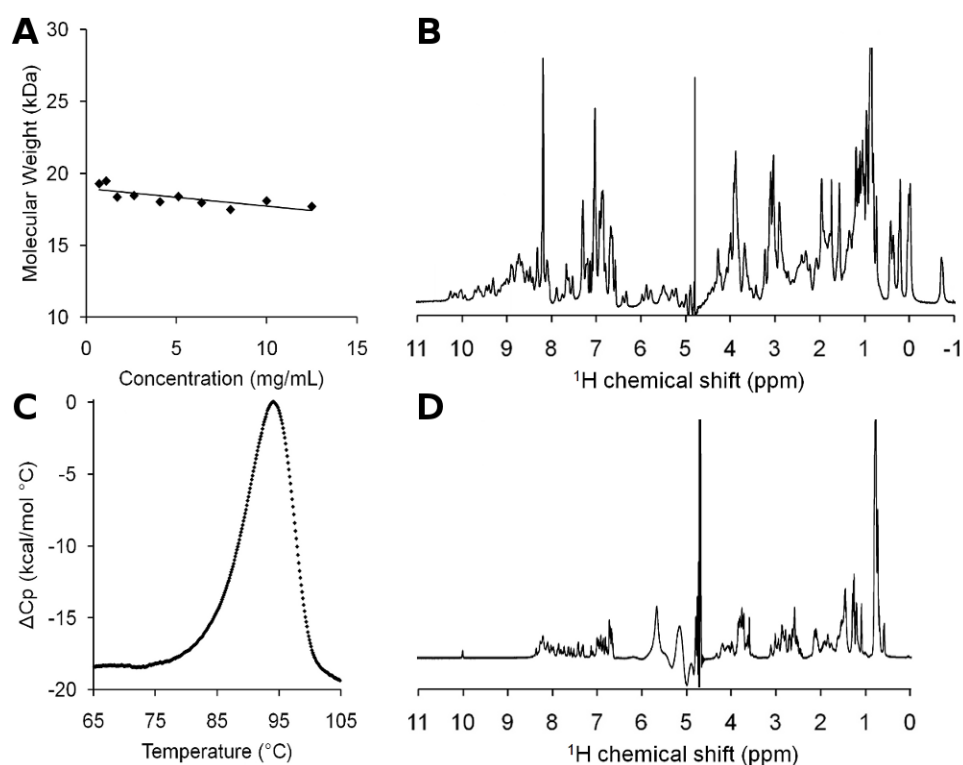 A
Molecular Weight (kDa)
30
25
20
15
10
0 5 10 15
Concentration (mg/mL)
B
11 10 9 8 7 6 5 4 3 2 1 0 -1
¹H chemical shift (ppm)
C
ΔCp (kcal/mol °C)
0
-5
-10
-15
-20
65 75 85 95 105
Temperature (°C)
D
11 10 9 8 7 6 5 4 3 2 1 0
¹H chemical shift (ppm)